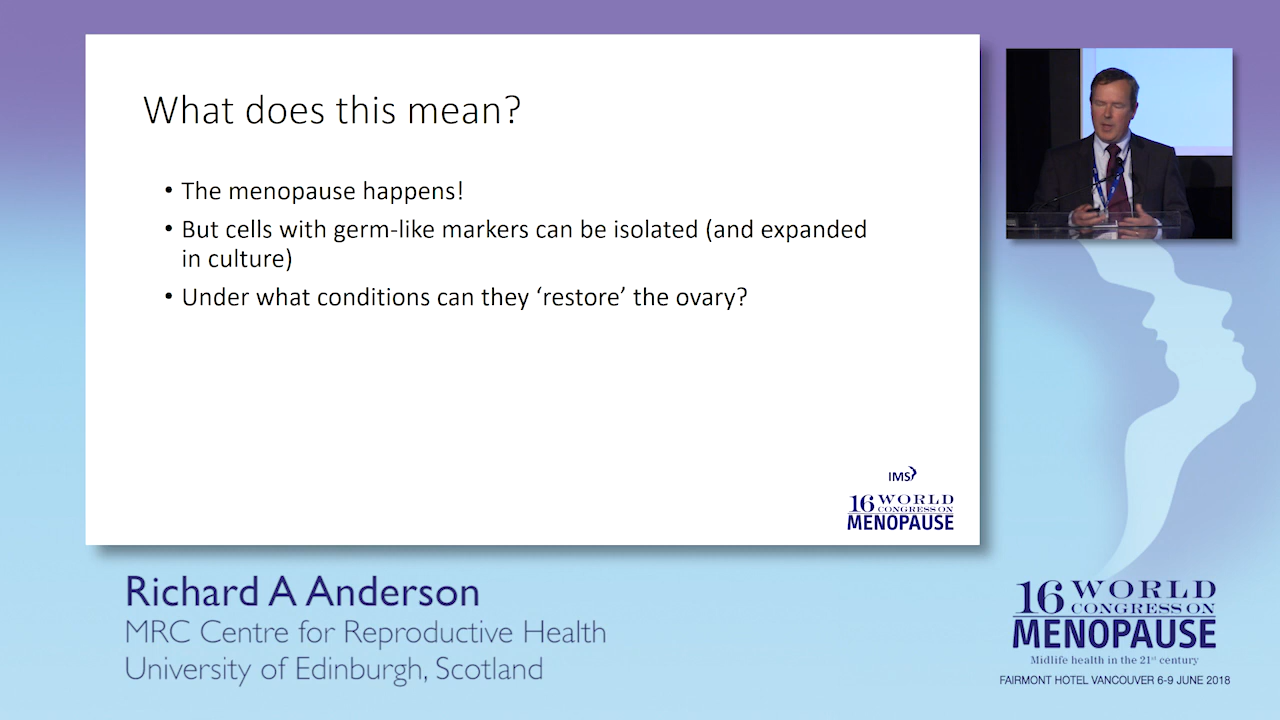 What does this mean?
• The menopause happens!
• But cells with germ-like markers can be isolated (and expanded
in culture)
• Under what conditions can they ‘restore’ the ovary?
IMS
16 WORLD
CONGRESS ON
MENOPAUSE
Richard A Anderson
MRC Centre for Reproductive Health
University of Edinburgh, Scotland
16 WORLD
CONGRESS ON
MENOPAUSE
Midlife health in the 21st century
FAIRMONT HOTEL VANCOUVER 6-9 JUNE 2018